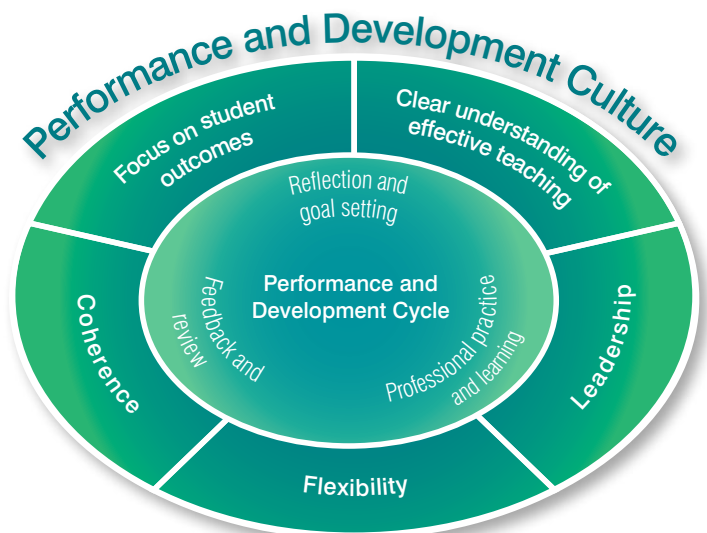 Performance and Development Culture
Focus on student
outcomes
Clear understanding of
effective teaching
Reflection and
goal setting
Performance and
Development Cycle
Feedback and
review
Professional practice
and learning
Coherence
Leadership
Flexibility